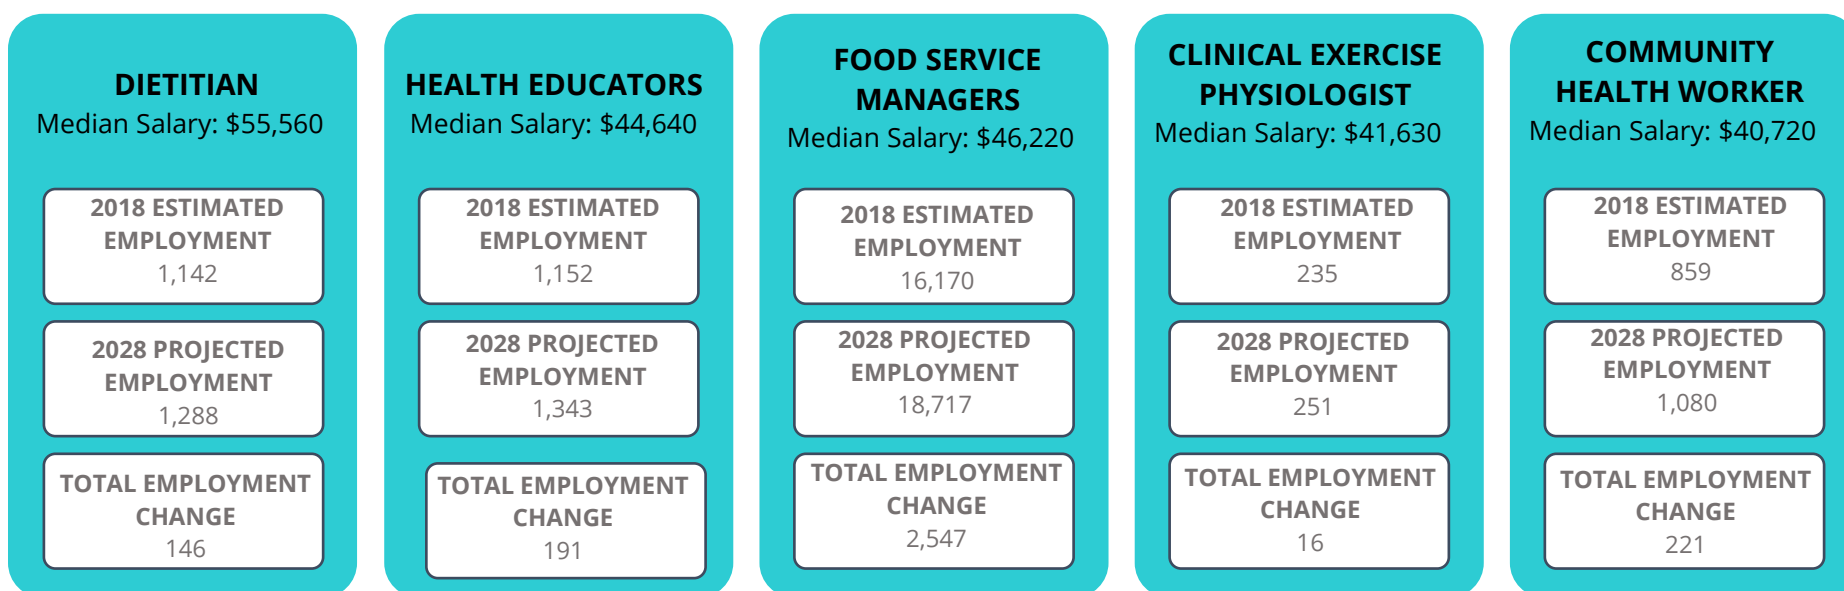 DIETITIAN
Median Salary: $55,560
2018 ESTIMATED
EMPLOYMENT
1,142
2028 PROJECTED
EMPLOYMENT
1,288
TOTAL EMPLOYMENT
CHANGE
146
HEALTH EDUCATORS
Median Salary: $44,640
2018 ESTIMATED
EMPLOYMENT
1,152
2028 PROJECTED
EMPLOYMENT
1,343
TOTAL EMPLOYMENT
CHANGE
191
FOOD SERVICE
MANAGERS
Median Salary: $46,220
2018 ESTIMATED
EMPLOYMENT
16,170
2028 PROJECTED
EMPLOYMENT
18,717
TOTAL EMPLOYMENT
CHANGE
2,547
CLINICAL EXERCISE
PHYSIOLOGIST
Median Salary: $41,630
2018 ESTIMATED
EMPLOYMENT
235
2028 PROJECTED
EMPLOYMENT
251
TOTAL EMPLOYMENT
CHANGE
16
COMMUNITY
HEALTH WORKER
Median Salary: $40,720
2018 ESTIMATED
EMPLOYMENT
859
2028 PROJECTED
EMPLOYMENT
1,080
TOTAL EMPLOYMENT
CHANGE
221